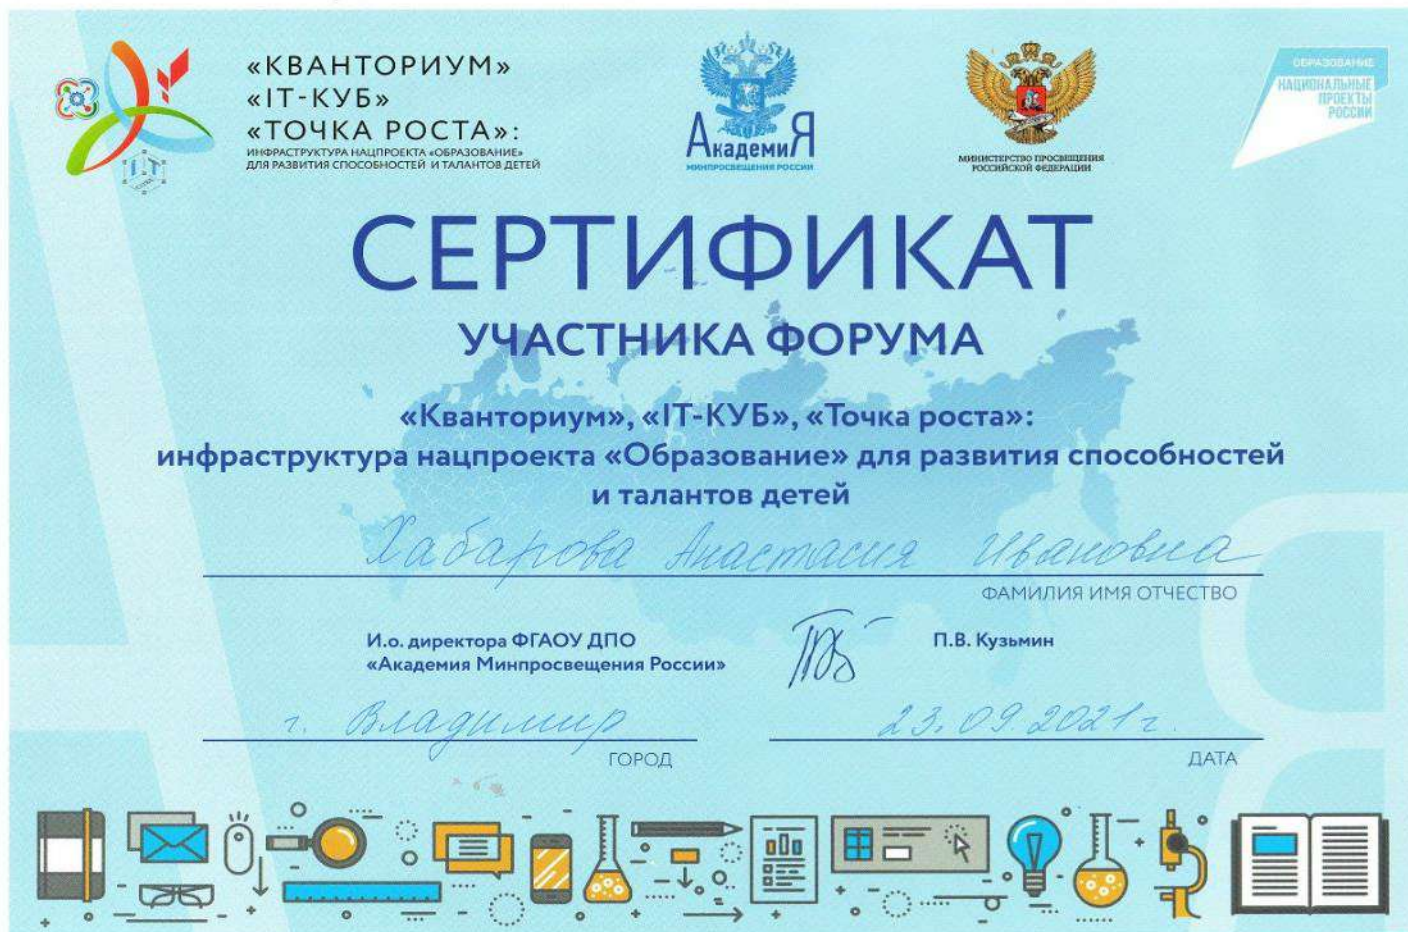 «КВАНТОРИУМ»
«IT-КУБ»
«ТОЧКА РОСТА»:
ИНФРАСТРУКТУРА НАЦПРОЕКТА «ОБРАЗОВАНИЕ»
ДЛЯ РАЗВИТИЯ СПОСОБНОСТЕЙ И ТАЛАНТОВ ДЕТЕЙ
АкадемиЯ
МИНПРОСВЕЩЕНИЯ РОССИИ
МИНИСТЕРСТВО ПРОСВЕЩЕНИЯ
РОССИЙСКОЙ ФЕДЕРАЦИИ
ОБРАЗОВАНИЕ
НАЦИОНАЛЬНЫЕ
ПРОЕКТЫ
РОССИИ
СЕРТИФИКАТ
УЧАСТНИКА ФОРУМА
«Кванториум», «IT-КУБ», «Точка роста»:
инфраструктура нацпроекта «Образование» для развития способностей
и талантов детей
Хабарова Анастасия Ивановна
ФАМИЛИЯ ИМЯ ОТЧЕСТВО
И.о. директора ФГАОУ ДПО
«Академия Минпросвещения России»
П.В. Кузьмин
г. Владимир
ГОРОД
23.09.2021г.
ДАТА